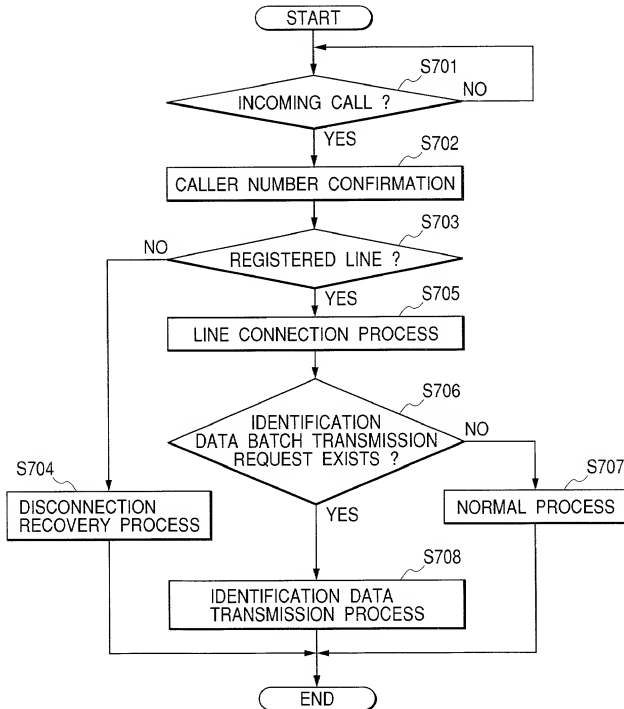 START
S701
INCOMING CALL ?
NO
YES
S702
CALLER NUMBER CONFIRMATION
S703
NO
REGISTERED LINE ?
YES
S705
LINE CONNECTION PROCESS
S706
IDENTIFICATION
DATA BATCH TRANSMISSION
REQUEST EXISTS ?
NO
YES
S704
DISCONNECTION
RECOVERY PROCESS
S707
NORMAL PROCESS
S708
IDENTIFICATION DATA
TRANSMISSION PROCESS
END